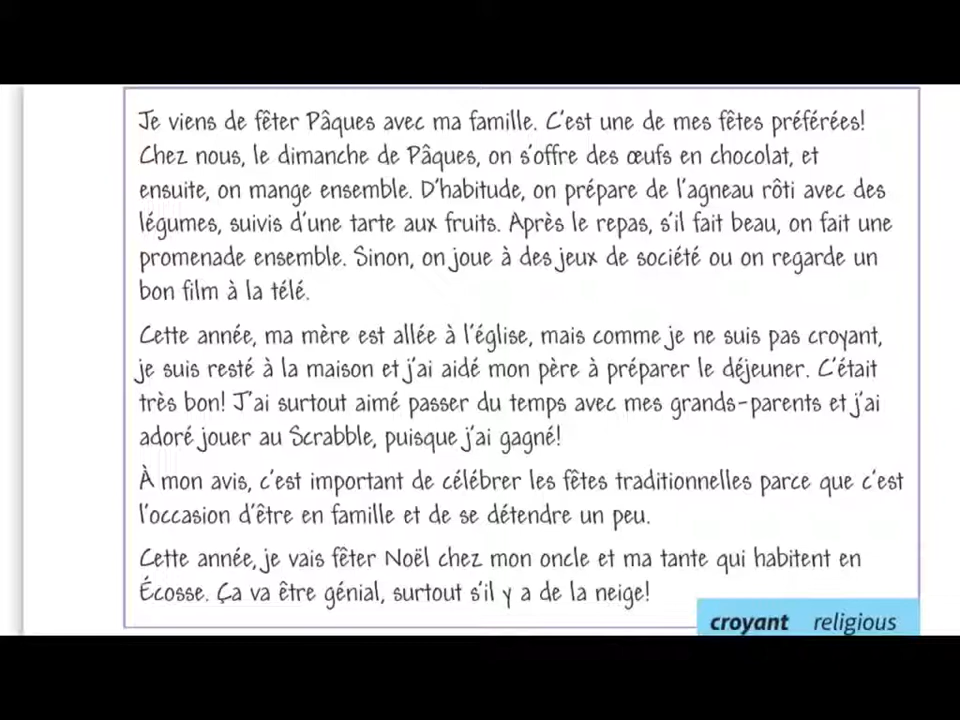 Je viens de fêter Pâques avec ma famille. C'est une de mes fêtes préférées!
Chez nous, le dimanche de Pâques, on s'offre des œufs en chocolat, et
ensuite, on mange ensemble. D'habitude, on prépare de l'agneau rôti avec des
légumes, suivis d'une tarte aux fruits. Après le repas, s'il fait beau, on fait une
promenade ensemble. Sinon, on joue à des jeux de société ou on regarde un
bon film à la télé.
Cette année, ma mère est allée à l'église, mais comme je ne suis pas croyant,
je suis resté à la maison et j'ai aidé mon père à préparer le déjeuner. C'était
très bon! J'ai surtout aimé passer du temps avec mes grands-parents et j'ai
adoré jouer au Scrabble, puisque j'ai gagné!
À mon avis, c'est important de célébrer les fêtes traditionnelles parce que c'est
l'occasion d'être en famille et de se détendre un peu.
Cette année, je vais fêter Noël chez mon oncle et ma tante qui habitent en
Écosse. Ça va être génial, surtout s'il y a de la neige!
croyant religious